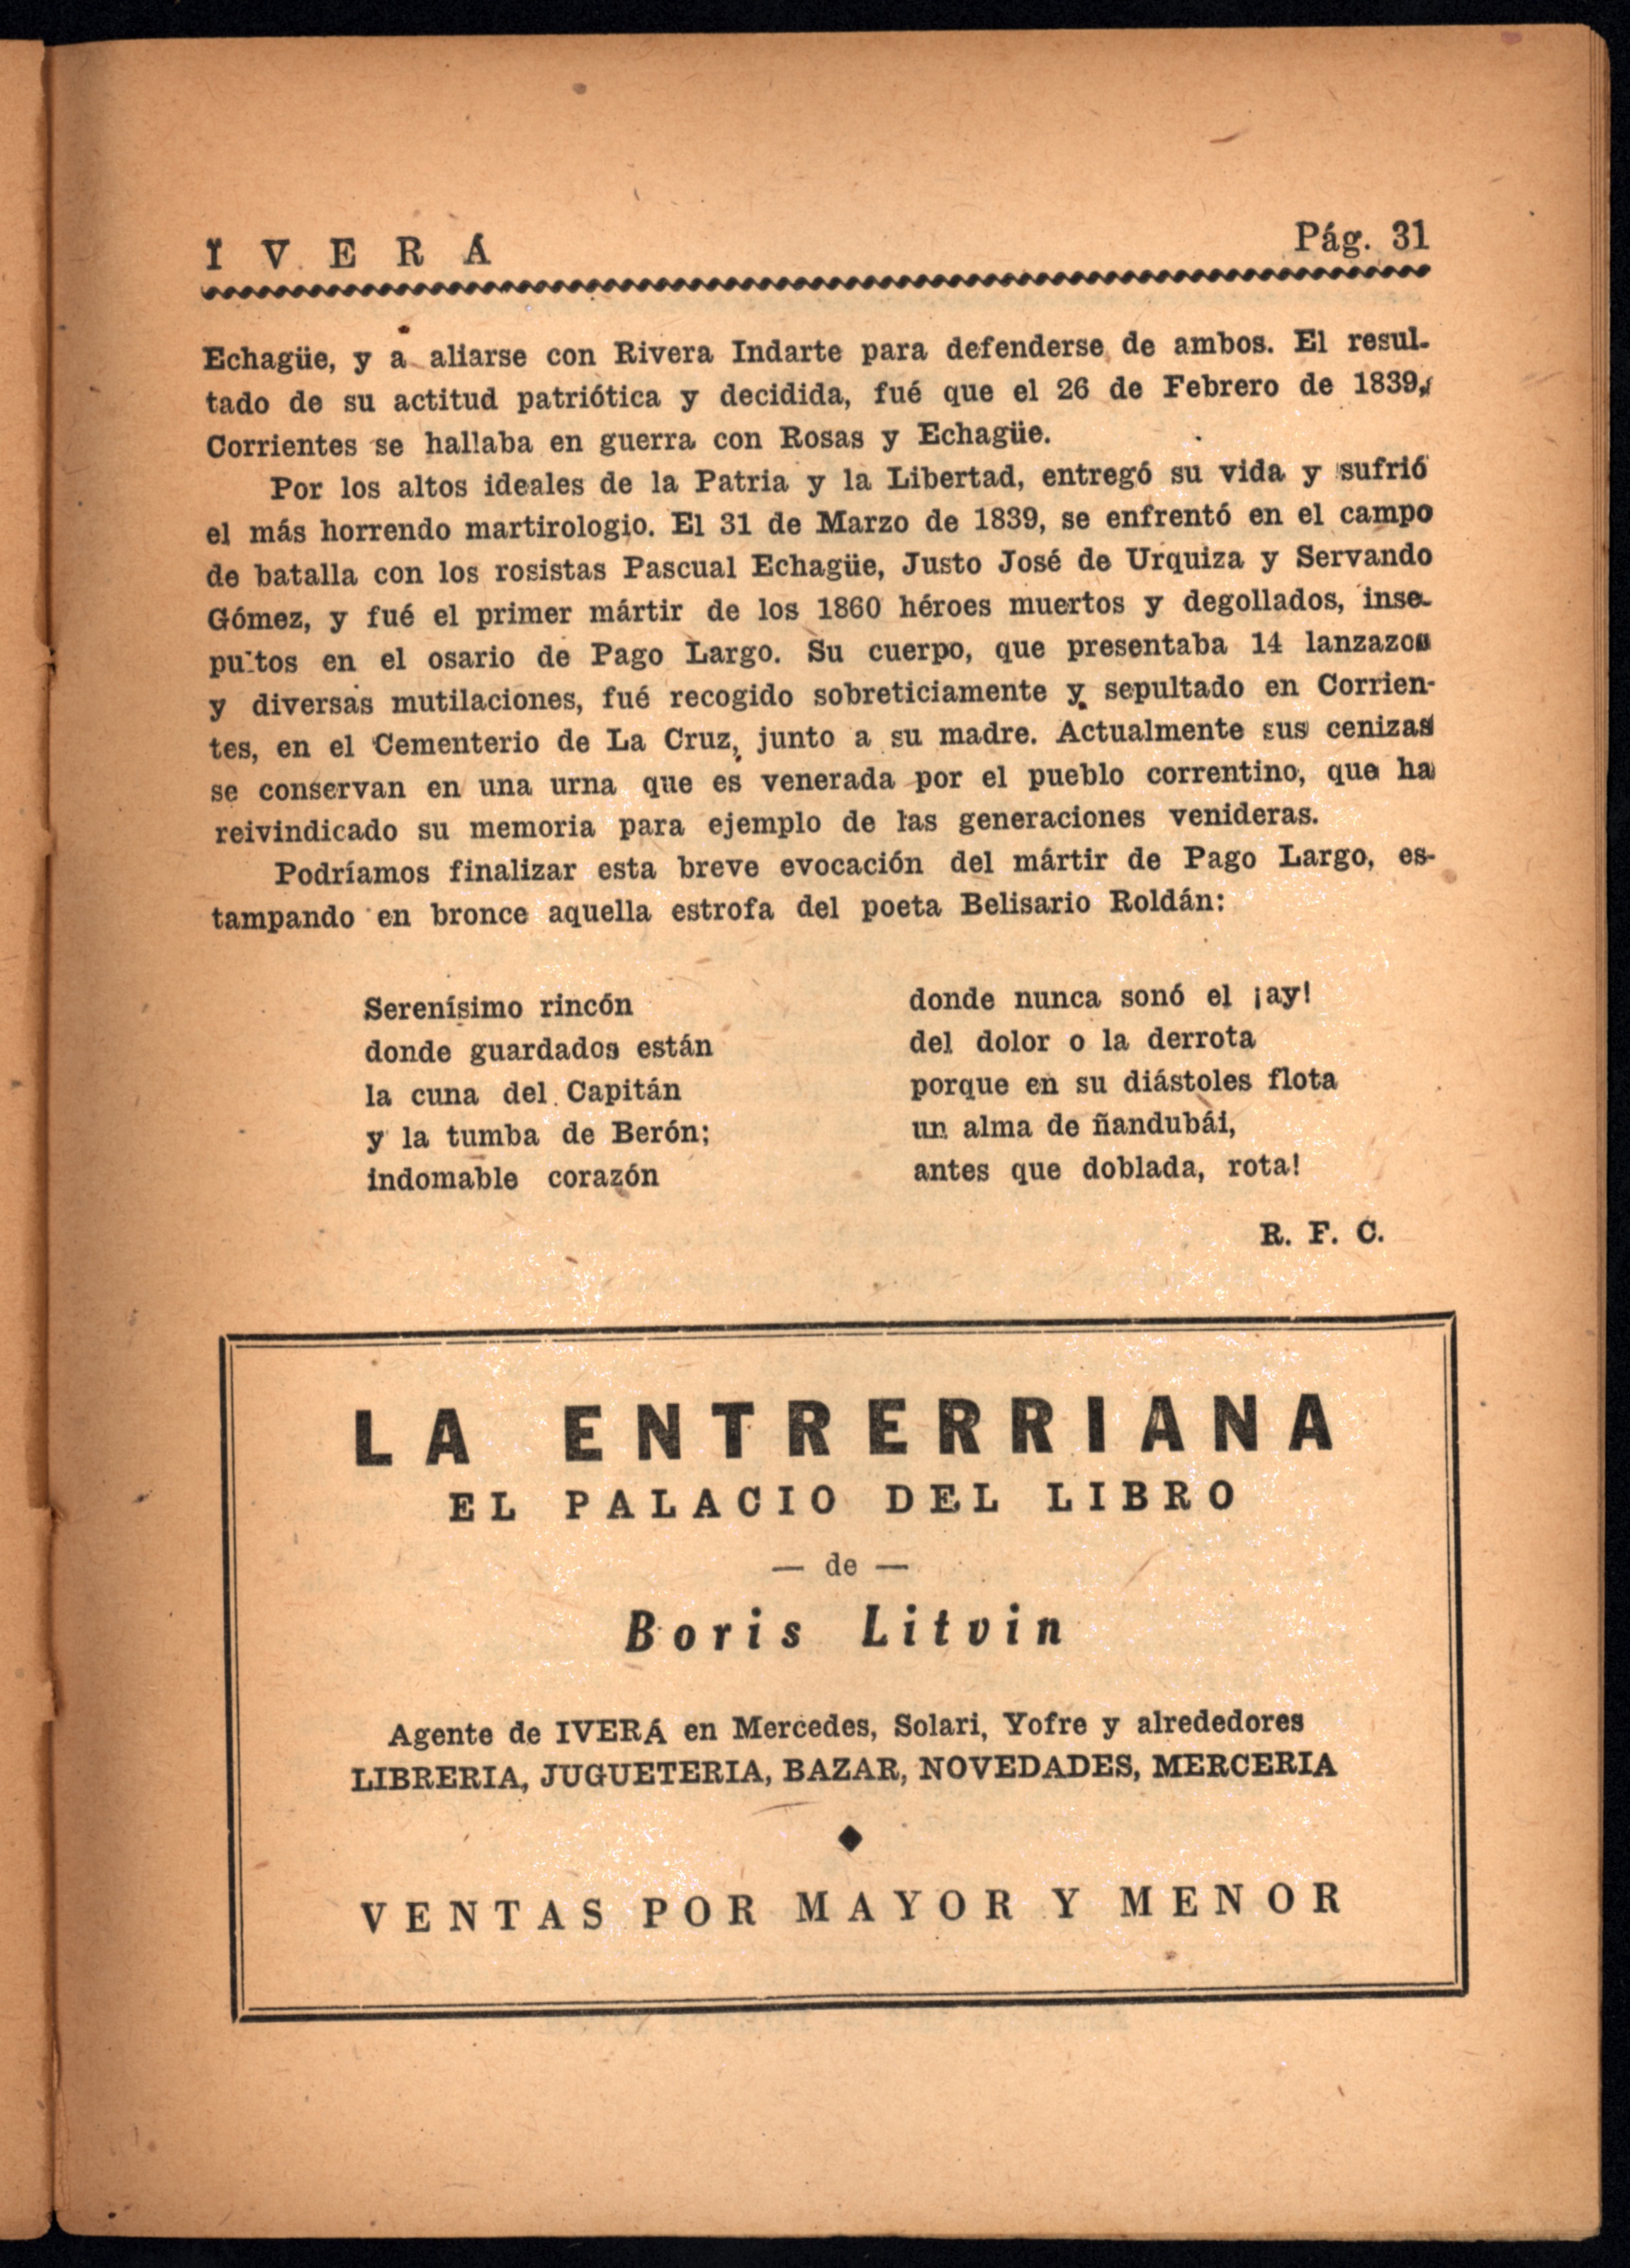 IVERÁ
Pág. 31
Echagüe, y a aliarse con Rivera Indarte para defenderse de ambos. El resul-
tado de su actitud patriótica y decidida, fué que el 26 de Febrero de 1839,
Corrientes se hallaba en guerra con Rosas y Echagüe.
Por los altos ideales de la Patria y la Libertad, entregó su vida y sufrió
el más horrendo martirologio. El 31 de Marzo de 1839, se enfrentó en el campo
de batalla con los rosistas Pascual Echagüe, Justo José de Urquiza y Servando
Gómez, y fué el primer mártir de los 1860 héroes muertos y degollados, inse-
pultos en el osario de Pago Largo. Su cuerpo, que presentaba 14 lanzazos
y diversas mutilaciones, fué recogido sobreticiamente y sepultado en Corrien-
tes, en el Cementerio de La Cruz, junto a su madre. Actualmente sus cenizas
se conservan en una urna que es venerada por el pueblo correntino, que ha
reivindicado su memoria para ejemplo de las generaciones venideras.
Podríamos finalizar esta breve evocación del mártir de Pago Largo, es-
tampando en bronce aquella estrofa del poeta Belisario Roldán:
Serenísimo rincón
donde guardados están
la cuna del Capitán
y la tumba de Berón;
indomable corazón
donde nunca sonó el ¡ay!
del dolor o la derrota
porque en su diástoles flota
un alma de ñandubái,
antes que doblada, rota!
R. F. C.
LA ENTRERRIANA
EL PALACIO DEL LIBRO
— de —
Boris Litvin
Agente de IVERÁ en Mercedes, Solari, Yofre y alrededores
LIBRERIA, JUGUETERIA, BAZAR, NOVEDADES, MERCERIA
VENTAS POR MAYOR Y MENOR